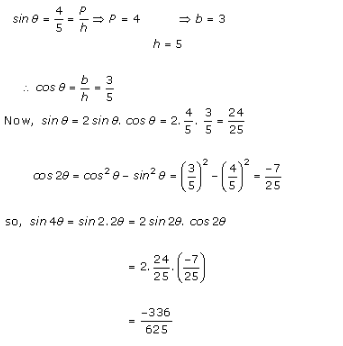 sin θ = 4/5 = P/h ⇒ P = 4 ⇒ b = 3
h = 5
∴ cos θ = b/h = 3/5
Now, sin θ = 2 sin θ. cos θ = 2. 4/5. 3/5 = 24/25
cos 2θ = cos² θ – sin² θ = (3/5)² – (4/5)² = –7/25
so, sin 4θ = sin 2. 2θ = 2 sin 2θ. cos 2θ
= 2. 24/25. (–7/25)
= –336/625